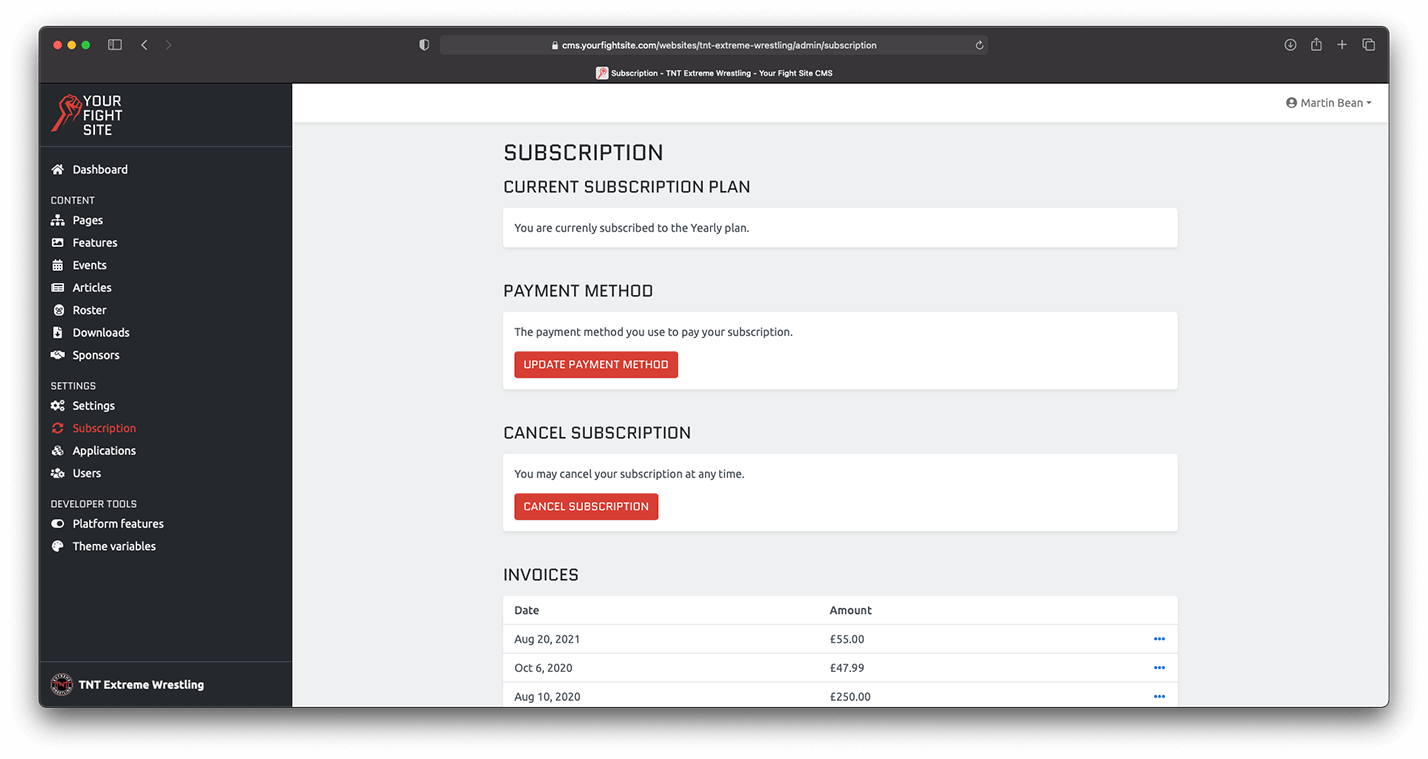 cms.yourfightsite.com/websites/tnt-extreme-wrestling/admin/subscription
Subscription - TNT Extreme Wrestling - Your Fight Site CMS
YOUR
FIGHT
SITE
Martin Bean
Dashboard
CONTENT
Pages
Features
Events
Articles
Roster
Downloads
Sponsors
SETTINGS
Settings
Subscription
Applications
Users
DEVELOPER TOOLS
Platform features
Theme variables
TNT Extreme Wrestling
SUBSCRIPTION
CURRENT SUBSCRIPTION PLAN
You are currenly subscribed to the Yearly plan.
PAYMENT METHOD
The payment method you use to pay your subscription.
UPDATE PAYMENT METHOD
CANCEL SUBSCRIPTION
You may cancel your subscription at any time.
CANCEL SUBSCRIPTION
INVOICES
Date Amount
Aug 20, 2021 £55.00
Oct 6, 2020 £47.99
Aug 10, 2020 £250.00